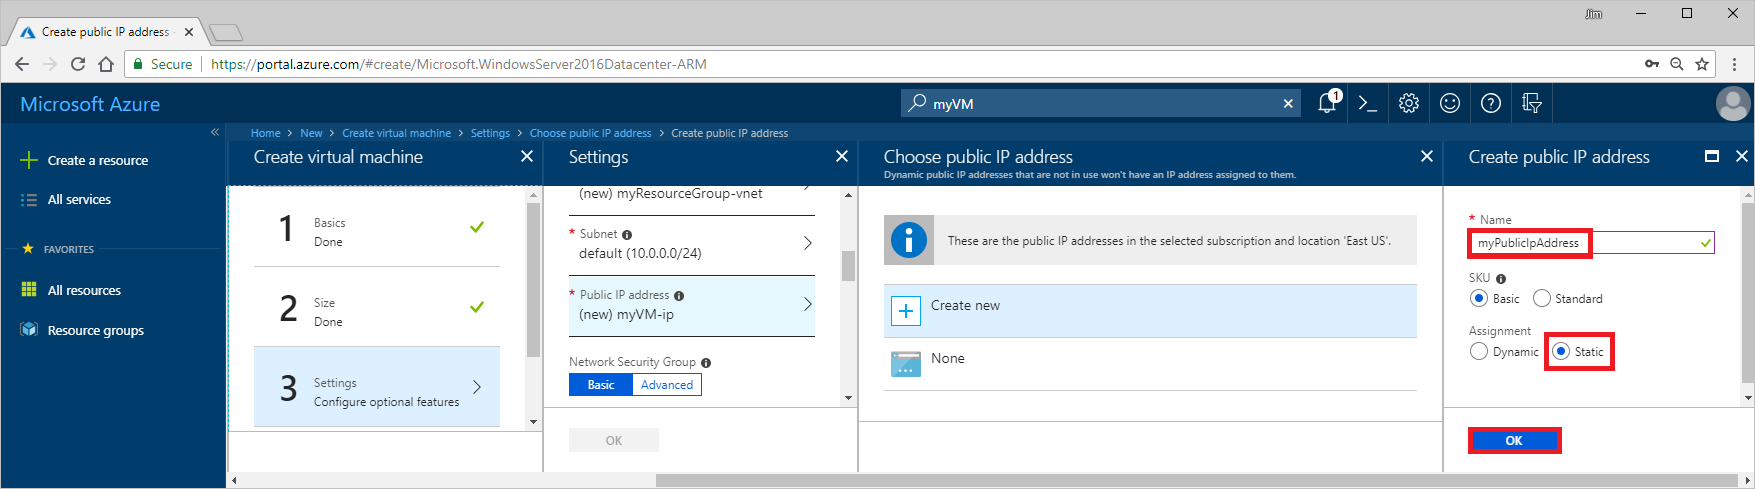 Jim
Create public IP address
Secure
https://portal.azure.com/#create/Microsoft.WindowsServer2016Datacenter-ARM
Microsoft Azure
myVM
1
Home > New > Create virtual machine > Settings > Choose public IP address > Create public IP address
Create a resource
All services
FAVORITES
All resources
Resource groups
Create virtual machine
1
Basics
Done
2
Size
Done
3
Settings
Configure optional features
Settings
(new) myResourceGroup-vnet
* Subnet
default (10.0.0.0/24)
* Public IP address
(new) myVM-ip
Network Security Group
Basic Advanced
OK
Choose public IP address
Dynamic public IP addresses that are not in use won't have an IP address assigned to them.
These are the public IP addresses in the selected subscription and location 'East US'.
Create new
None
Create public IP address
* Name
myPublicIpAddress
SKU
Basic Standard
Assignment
Dynamic Static
OK